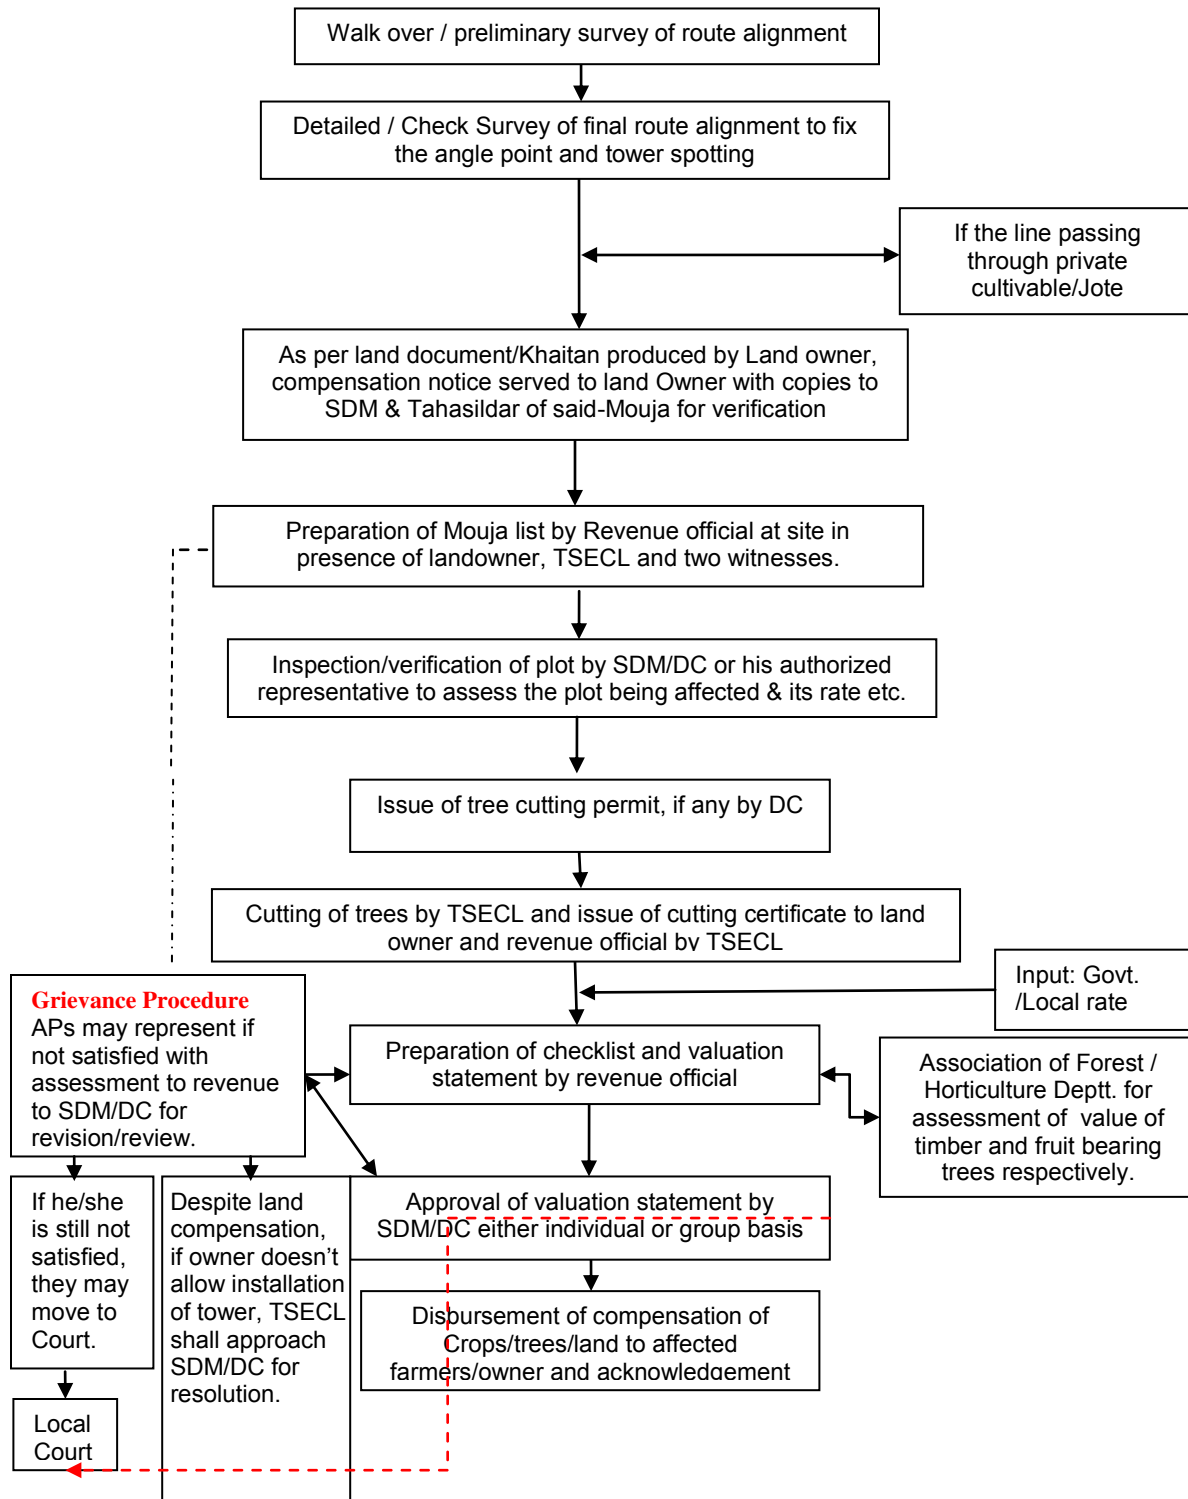 Walk over / preliminary survey of route alignment
Detailed / Check Survey of final route alignment to fix
the angle point and tower spotting
If the line passing
through private
cultivable/Jote
As per land document/Khaitan produced by Land owner,
compensation notice served to land Owner with copies to
SDM & Tahasildar of said-Mouja for verification
Preparation of Mouja list by Revenue official at site in
presence of landowner, TSECL and two witnesses.
Inspection/verification of plot by SDM/DC or his authorized
representative to assess the plot being affected & its rate etc.
Issue of tree cutting permit, if any by DC
Cutting of trees by TSECL and issue of cutting certificate to land
owner and revenue official by TSECL
Input: Govt.
/Local rate
Grievance Procedure
APs may represent if
not satisfied with
assessment to revenue
to SDM/DC for
revision/review.
Preparation of checklist and valuation
statement by revenue official
Association of Forest /
Horticulture Deptt. for
assessment of value of
timber and fruit bearing
trees respectively.
If he/she
is still not
satisfied,
they may
move to
Court.
Despite land
compensation,
if owner doesn't
allow installation
of tower, TSECL
shall approach
SDM/DC for
resolution.
Approval of valuation statement by
SDM/DC either individual or group basis
Disbursement of compensation of
Crops/trees/land to affected
farmers/owner and acknowledgement
Local
Court